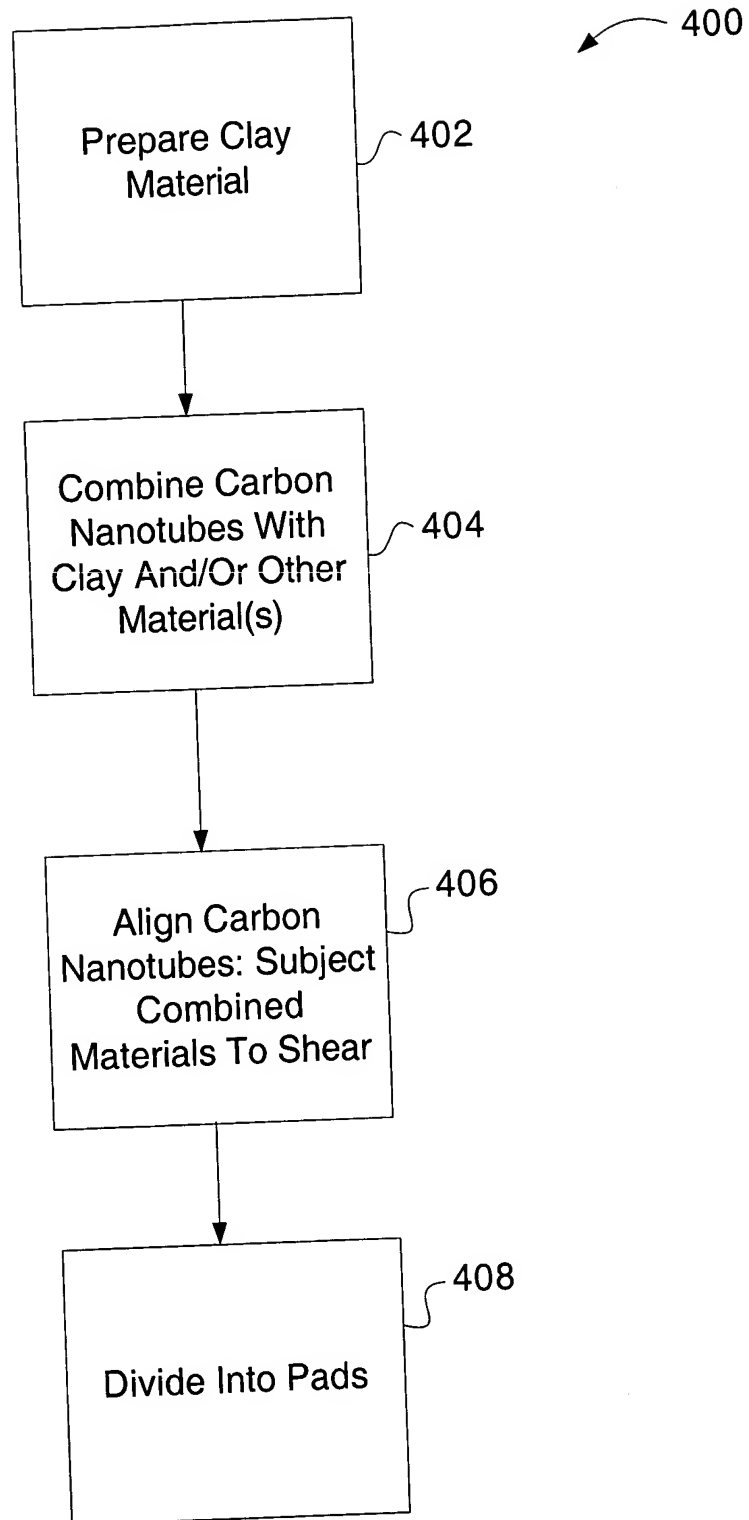 400
Prepare Clay
Material
402
Combine Carbon
Nanotubes With
Clay And/Or Other
Material(s)
404
Align Carbon
Nanotubes: Subject
Combined
Materials To Shear
406
Divide Into Pads
408